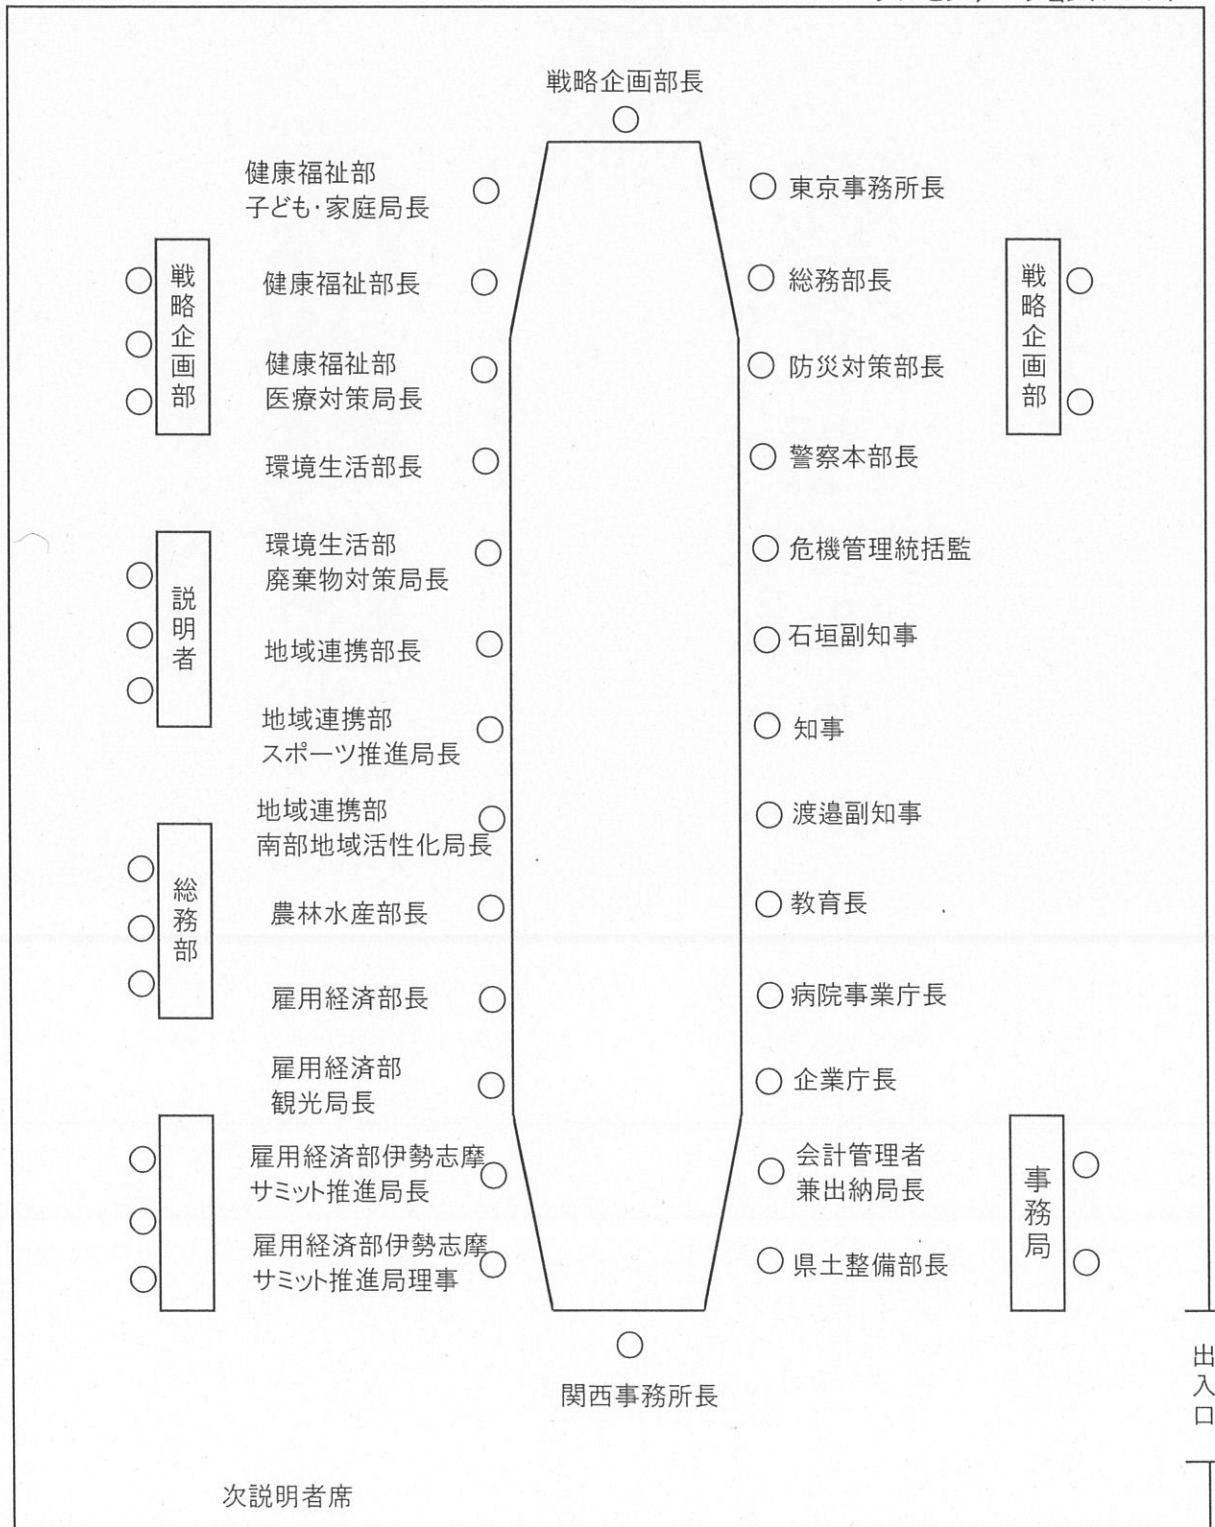 戦略企画部長
健康福祉部
子ども・家庭局長
東京事務所長
戦略企画部
健康福祉部長
総務部長
戦略企画部
健康福祉部
医療対策局長
防災対策部長
環境生活部長
警察本部長
説明者
環境生活部
廃棄物対策局長
危機管理統括監
地域連携部長
石垣副知事
地域連携部
スポーツ推進局長
知事
総務部
地域連携部
南部地域活性化局長
渡邉副知事
農林水産部長
教育長
雇用経済部長
病院事業庁長
雇用経済部
観光局長
企業庁長
雇用経済部伊勢志摩
サミット推進局長
会計管理者
兼出納局長
事務局
雇用経済部伊勢志摩
サミット推進局理事
県土整備部長
関西事務所長
出入口
次説明者席